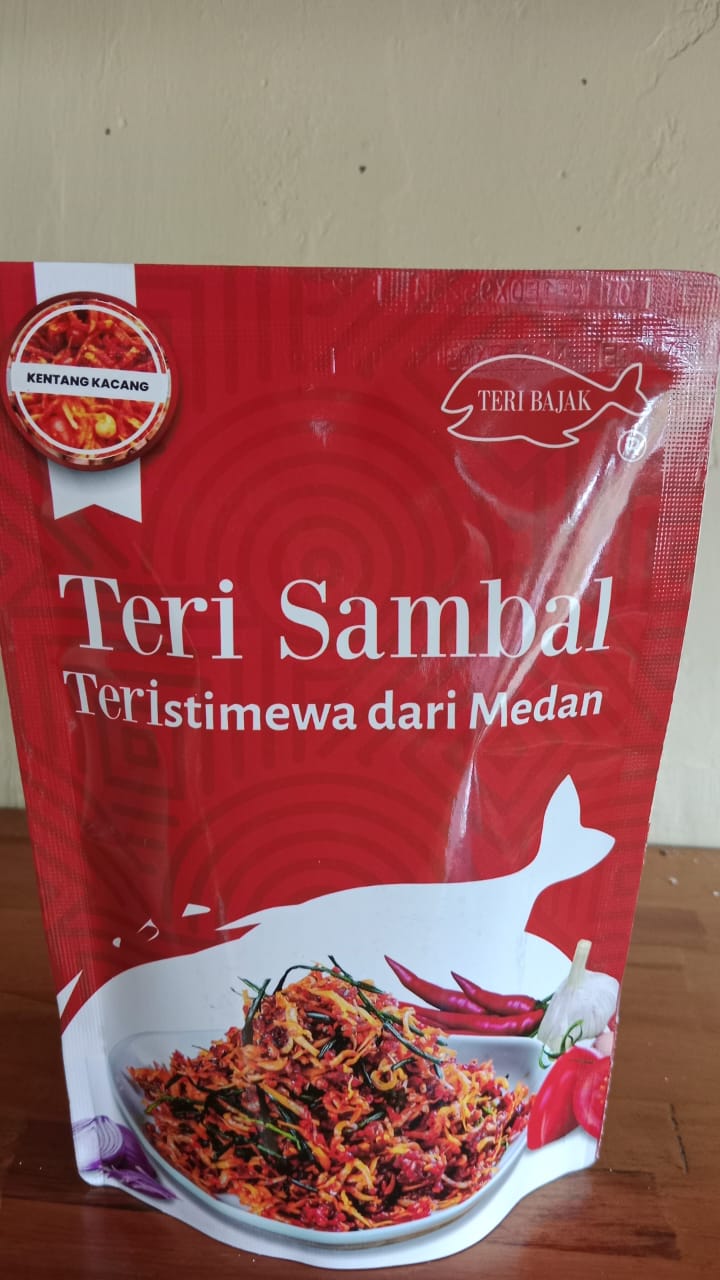 KENTANG KACANG
TERI BAJAK
®
Teri Sambal
Teristimewa dari Medan